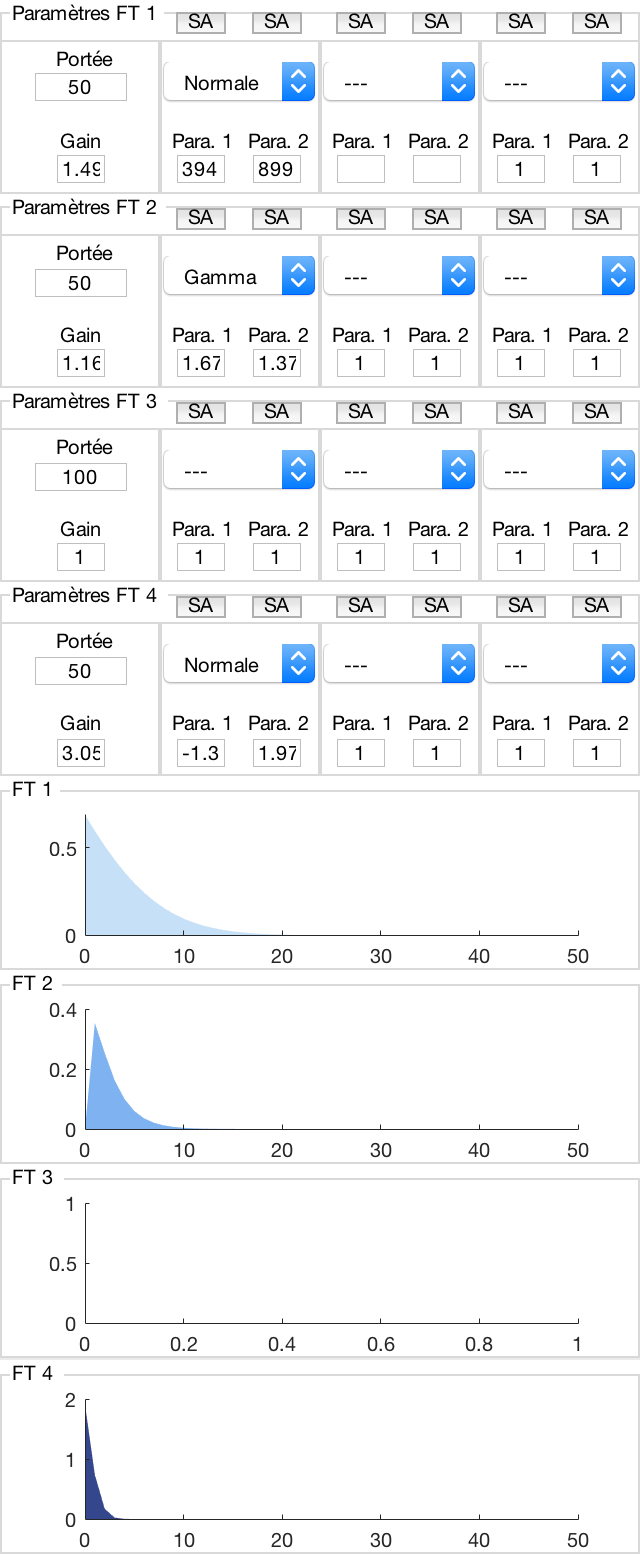 Paramètres FT 1
SA SA SA SA SA SA
Portée
50
Normale --- ---
Gain Para. 1 Para. 2 Para. 1 Para. 2 Para. 1 Para. 2
1.49 394 899 1 1
Paramètres FT 2
SA SA SA SA SA SA
Portée
50
Gamma --- ---
Gain Para. 1 Para. 2 Para. 1 Para. 2 Para. 1 Para. 2
1.16 1.67 1.37 1 1 1 1
Paramètres FT 3
SA SA SA SA SA SA
Portée
100
--- --- ---
Gain Para. 1 Para. 2 Para. 1 Para. 2 Para. 1 Para. 2
1 1 1 1 1 1 1
Paramètres FT 4
SA SA SA SA SA SA
Portée
50
Normale --- ---
Gain Para. 1 Para. 2 Para. 1 Para. 2 Para. 1 Para. 2
3.05 -1.3 1.97 1 1 1 1
FT 1
0.5
0
0 10 20 30 40 50
FT 2
0.4
0.2
0
0 10 20 30 40 50
FT 3
1
0.5
0
0 0.2 0.4 0.6 0.8 1
FT 4
2
1
0
0 10 20 30 40 50